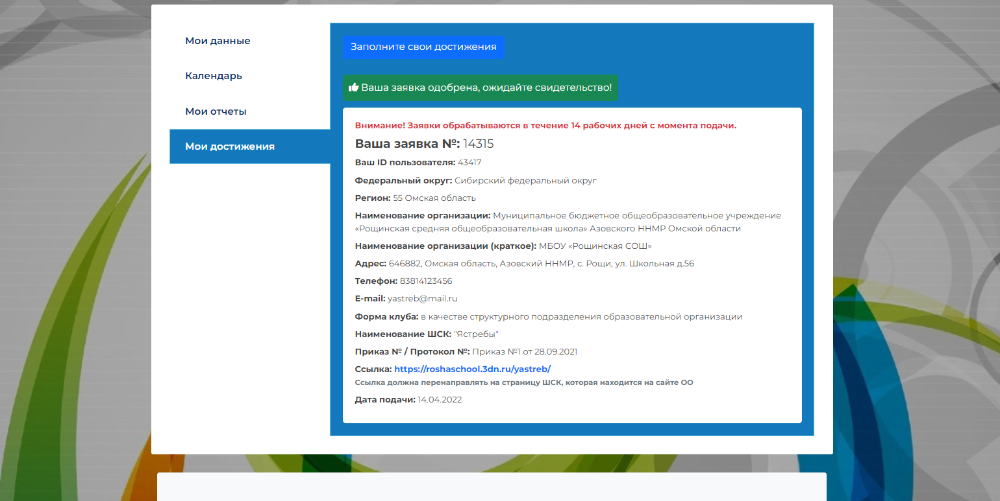 Мои данные
Календарь
Мои отчеты
Мои достижения
Заполните свои достижения
Ваша заявка одобрена, ожидайте свидетельство!
Внимание! Заявки обрабатываются в течение 14 рабочих дней с момента подачи.
Ваша заявка №: 14315
Ваш ID пользователя: 43417
Федеральный округ: Сибирский федеральный округ
Регион: 55 Омская область
Наименование организации: Муниципальное бюджетное общеобразовательное учреждение
«Рощинская средняя общеобразовательная школа» Азовского ННМР Омской области
Наименование организации (краткое): МБОУ «Рощинская СОШ»
Адрес: 646882, Омская область, Азовский ННМР, с. Рощи, ул. Школьная д.56
Телефон: 83814123456
E-mail: yastreb@mail.ru
Форма клуба: в качестве структурного подразделения образовательной организации
Наименование ШСК: "Ястребы"
Приказ № / Протокол №: Приказ №1 от 28.09.2021
Ссылка: https://roshaschool.3dn.ru/yastreb/
Ссылка должна перенаправлять на страницу ШСК, которая находится на сайте ОО
Дата подачи: 14.04.2022